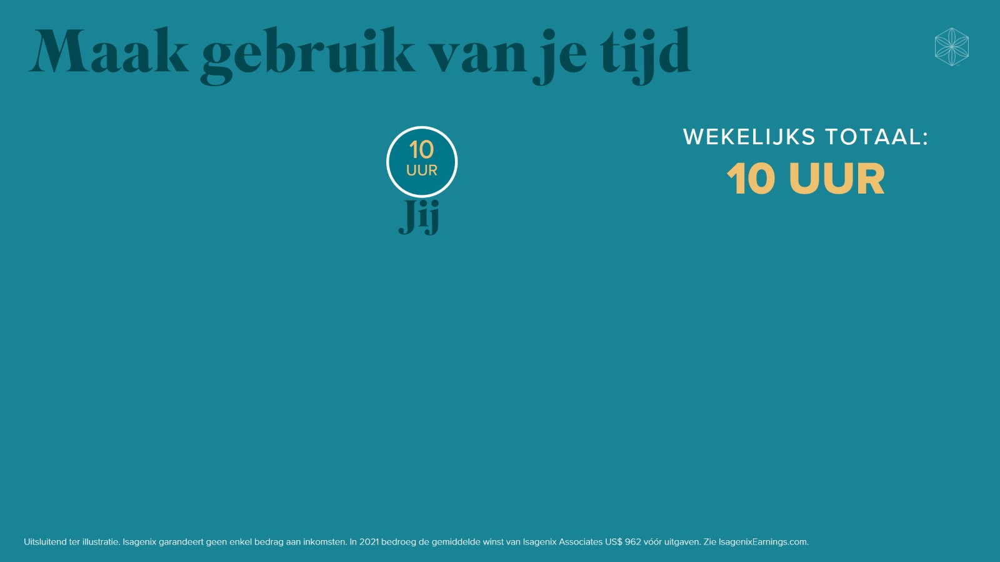 Maak gebruik van je tijd
10
UUR
Jij
WEKELIJKS TOTAAL:
10 UUR
Uitsluitend ter illustratie. Isagenix garandeert geen enkel bedrag aan inkomsten. In 2021 bedroeg de gemiddelde winst van Isagenix Associates US$ 962 vóór uitgaven. Zie IsagenixEarnings.com.